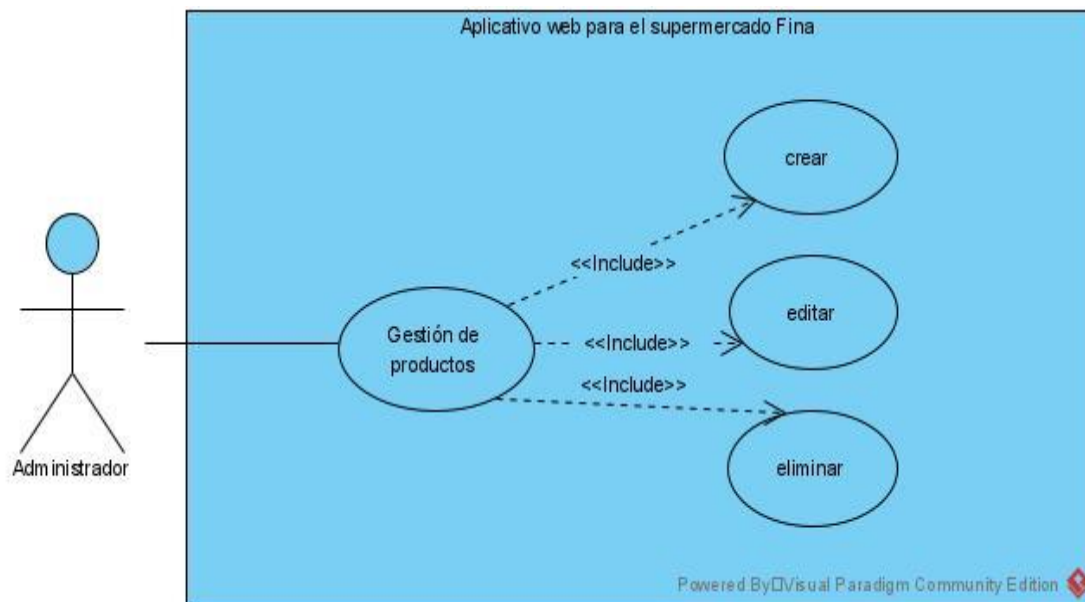 Aplicativo web para el supermercado Fina
crear
<<Include>>
editar
Gestión de
productos
<<Include>>
<<Include>>
eliminar
Administrador
Powered By□Visual Paradigm Community Edition